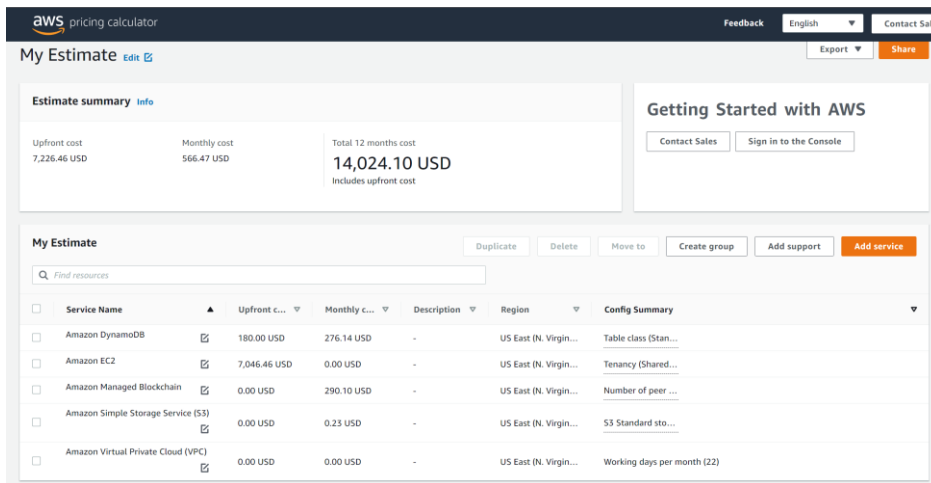 aws pricing calculator
Feedback English Contact Sal
My Estimate Edit
Export Share
Estimate summary Info
Getting Started with AWS
Upfront cost Monthly cost Total 12 months cost
7,226.46 USD 566.47 USD 14,024.10 USD
Includes upfront cost
Contact Sales Sign in to the Console
My Estimate
Duplicate Delete Move to Create group Add support Add service
Find resources
Service Name Upfront c... Monthly c... Description Region Config Summary
Amazon DynamoDB 180.00 USD 276.14 USD - US East (N. Virgin... Table class (Stan...
Amazon EC2 7,046.46 USD 0.00 USD - US East (N. Virgin... Tenancy (Shared...
Amazon Managed Blockchain 0.00 USD 290.10 USD - US East (N. Virgin... Number of peer ...
Amazon Simple Storage Service (S3) 0.00 USD 0.23 USD - US East (N. Virgin... S3 Standard sto...
Amazon Virtual Private Cloud (VPC) 0.00 USD 0.00 USD - US East (N. Virgin... Working days per month (22)